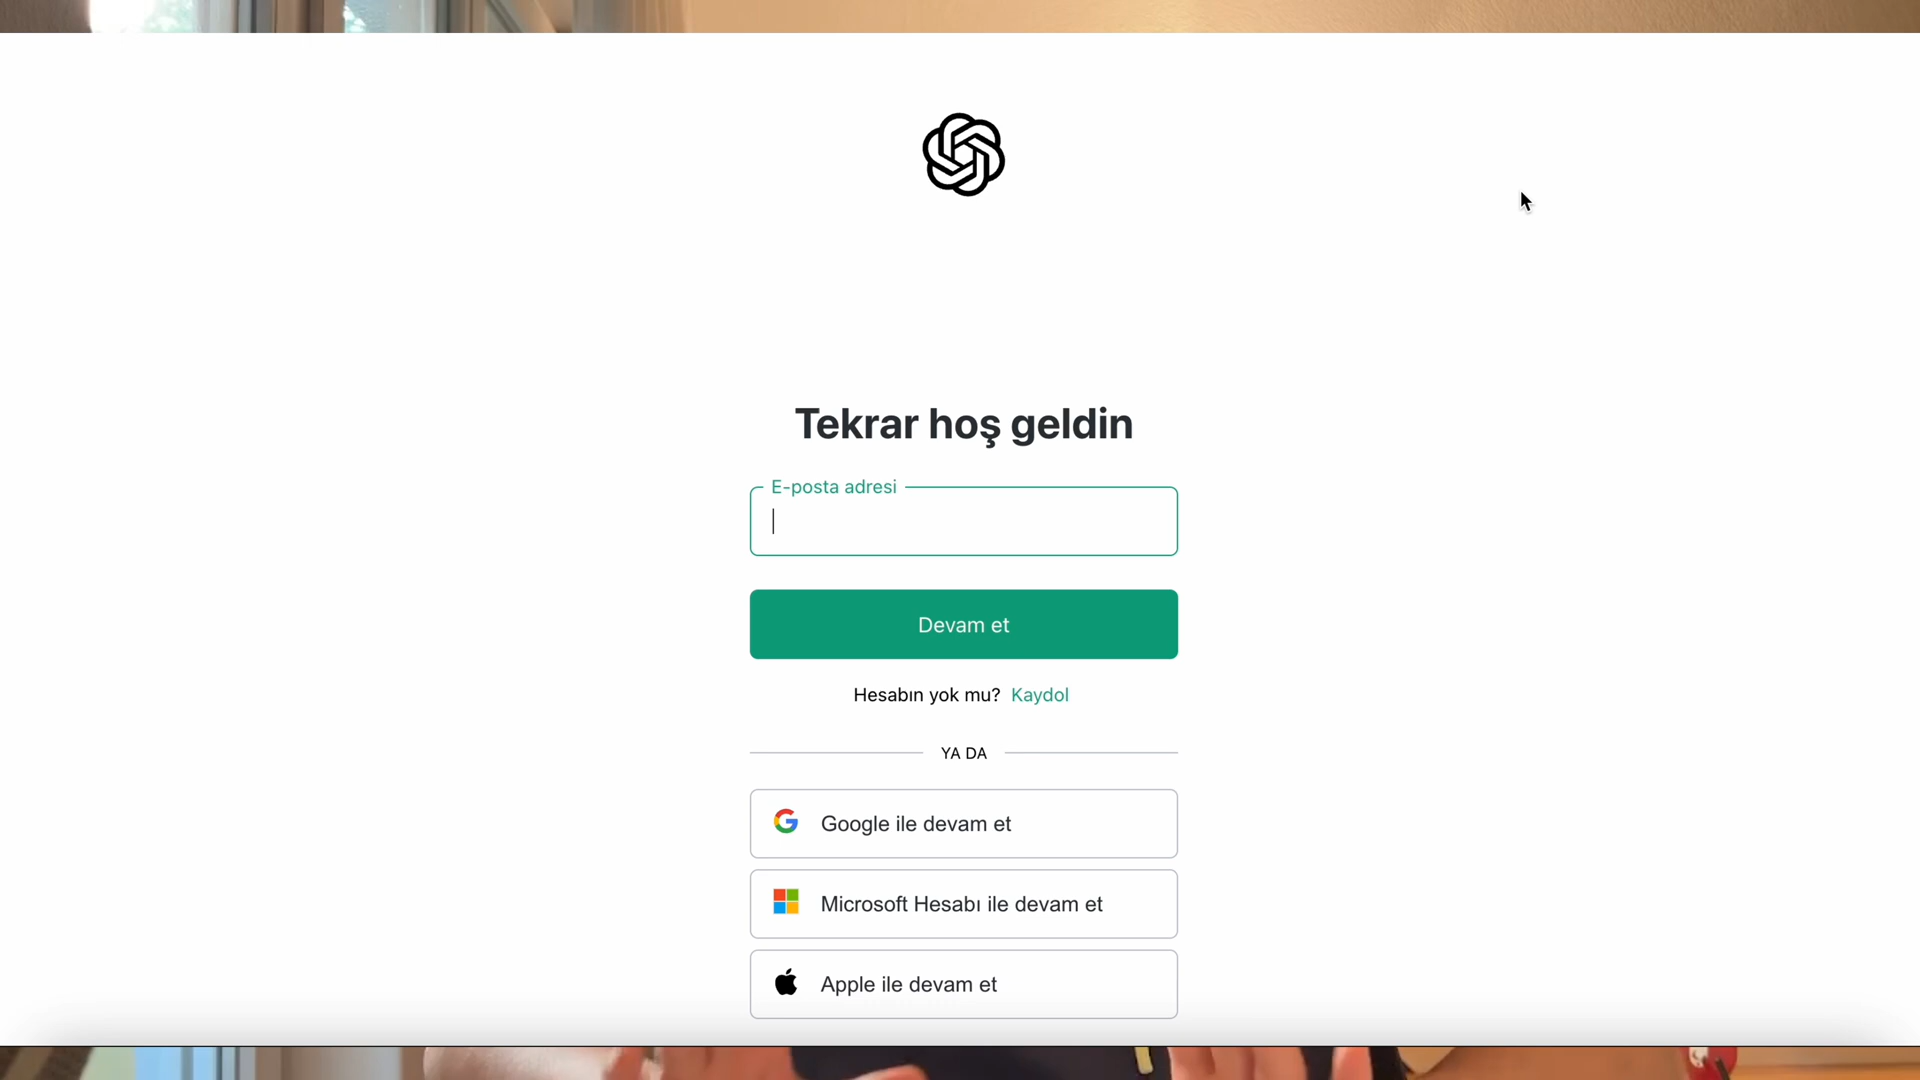 Tekrar hoş geldin
E-posta adresi
Devam et
Hesabın yok mu? Kaydol
YA DA
Google ile devam et
Microsoft Hesabı ile devam et
Apple ile devam et